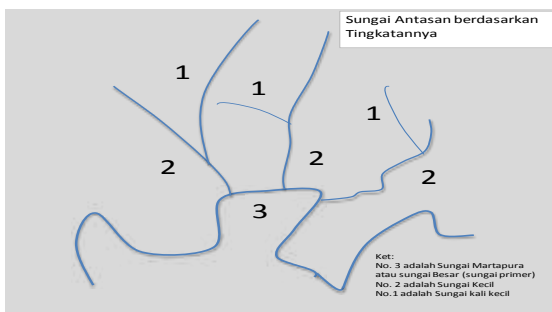 Sungai Antasan berdasarkan
Tingkatannya
1
1
1
2
2
2
3
Ket:
No. 3 adalah Sungai Martapura
atau sungai Besar (sungai primer)
No. 2 adalah Sungai Kecil
No.1 adalah Sungai kali kecil